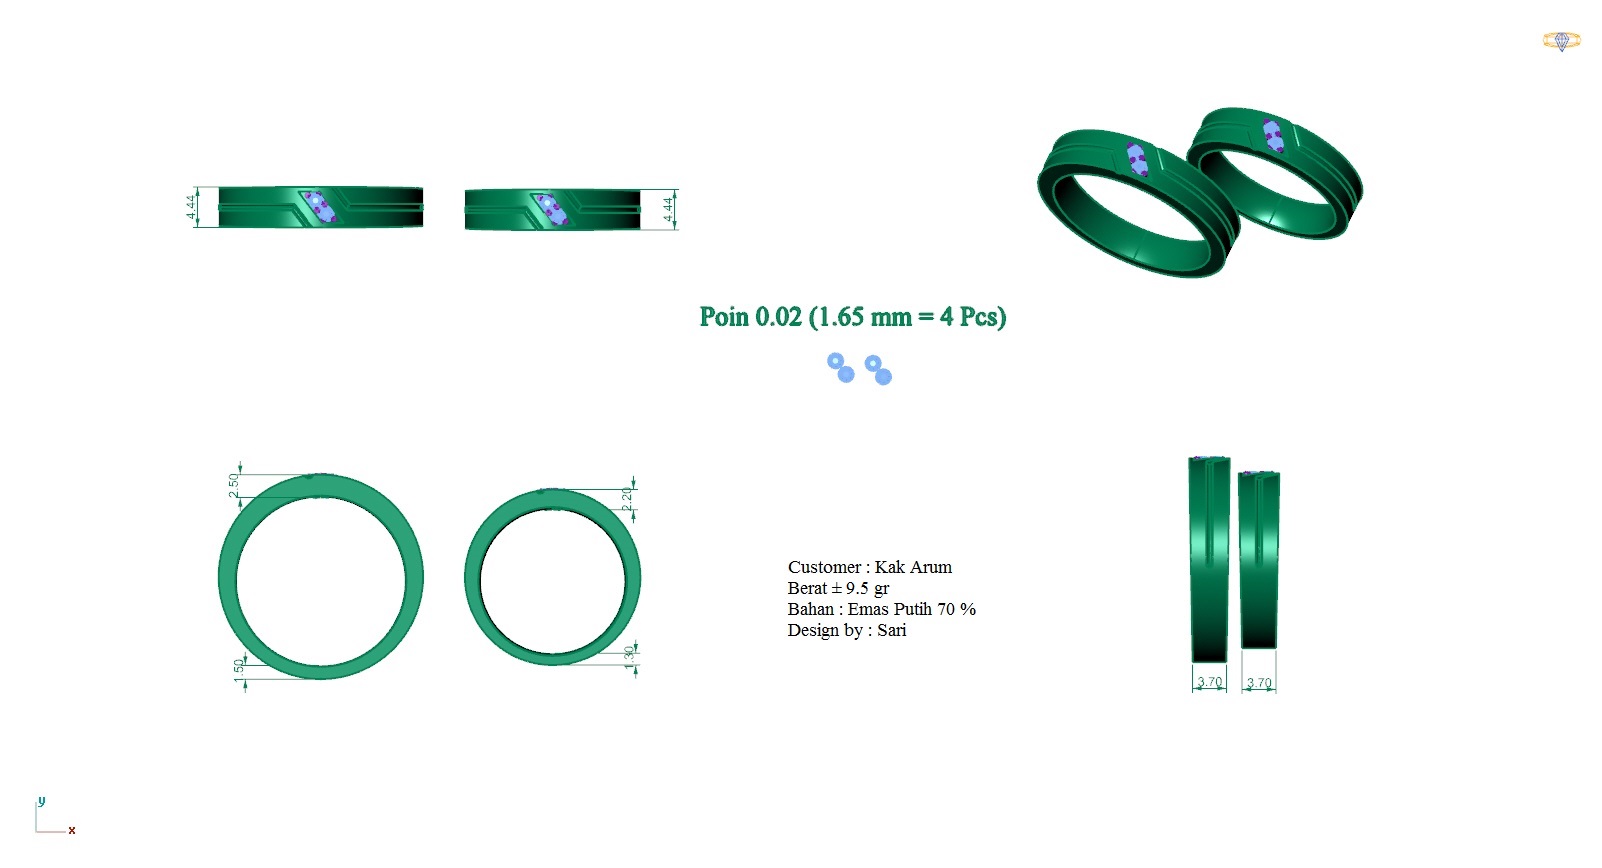 4.44
4.44
Poin 0.02 (1.65 mm = 4 Pcs)
2.50
2.20
1.50
1.30
Customer : Kak Arum
Berat ± 9.5 gr
Bahan : Emas Putih 70 %
Design by : Sari
3.70
3.70
y
x